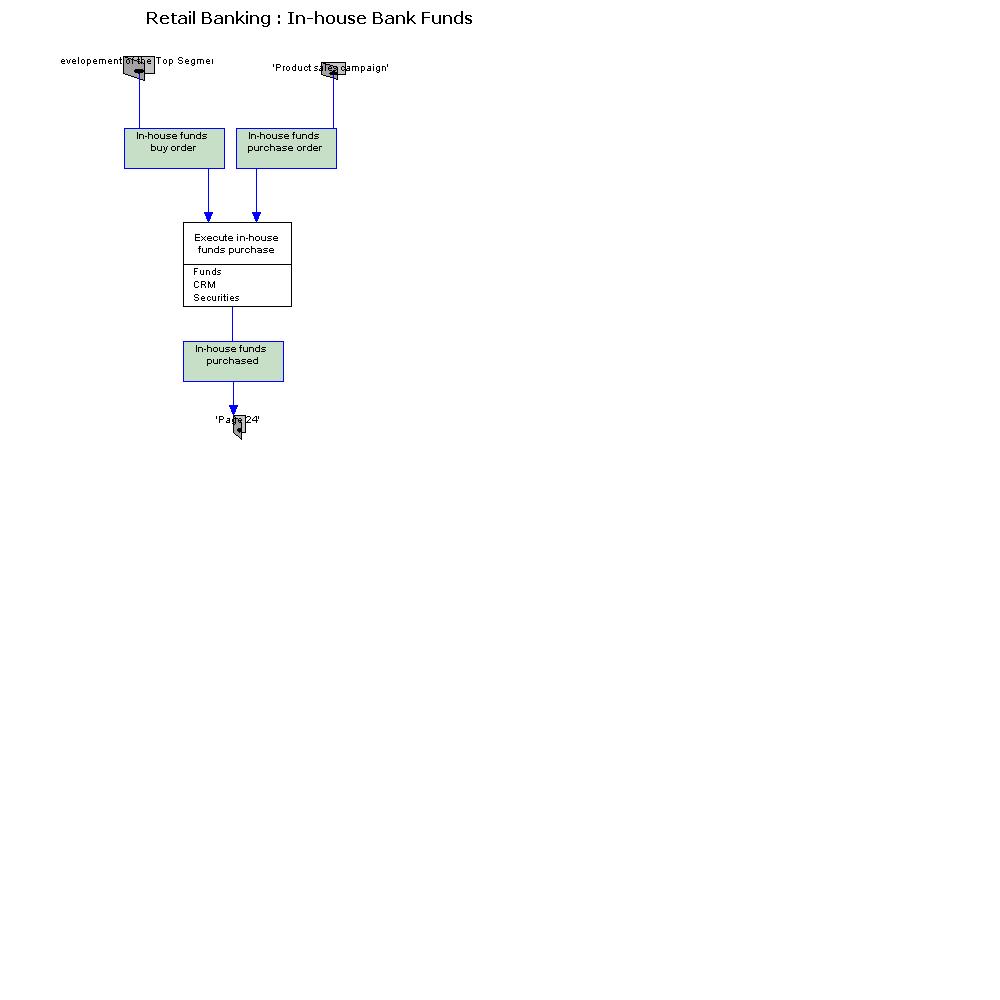 Retail Banking : In-house Bank Funds
evelopement of the Top Segmer
'Product sales campaign'
In-house funds
buy order
In-house funds
purchase order
Execute in-house
funds purchase
Funds
CRM
Securities
In-house funds
purchased
'Page 24'